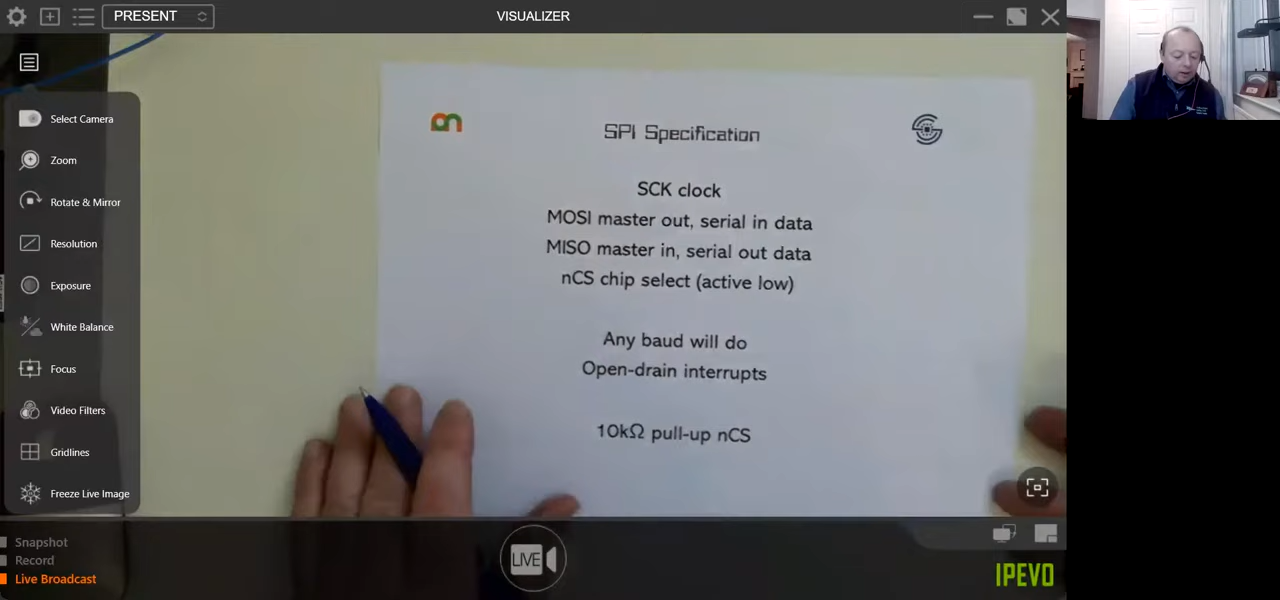 PRESENT
VISUALIZER
Select Camera
Zoom
Rotate & Mirror
Resolution
Exposure
White Balance
Focus
Video Filters
Gridlines
Freeze Live Image
SPI Specification
SCK clock
MOSI master out, serial in data
MISO master in, serial out data
nCS chip select (active low)
Any baud will do
Open-drain interrupts
10kΩ pull-up nCS
Snapshot
Record
Live Broadcast
LIVE
IPEVO